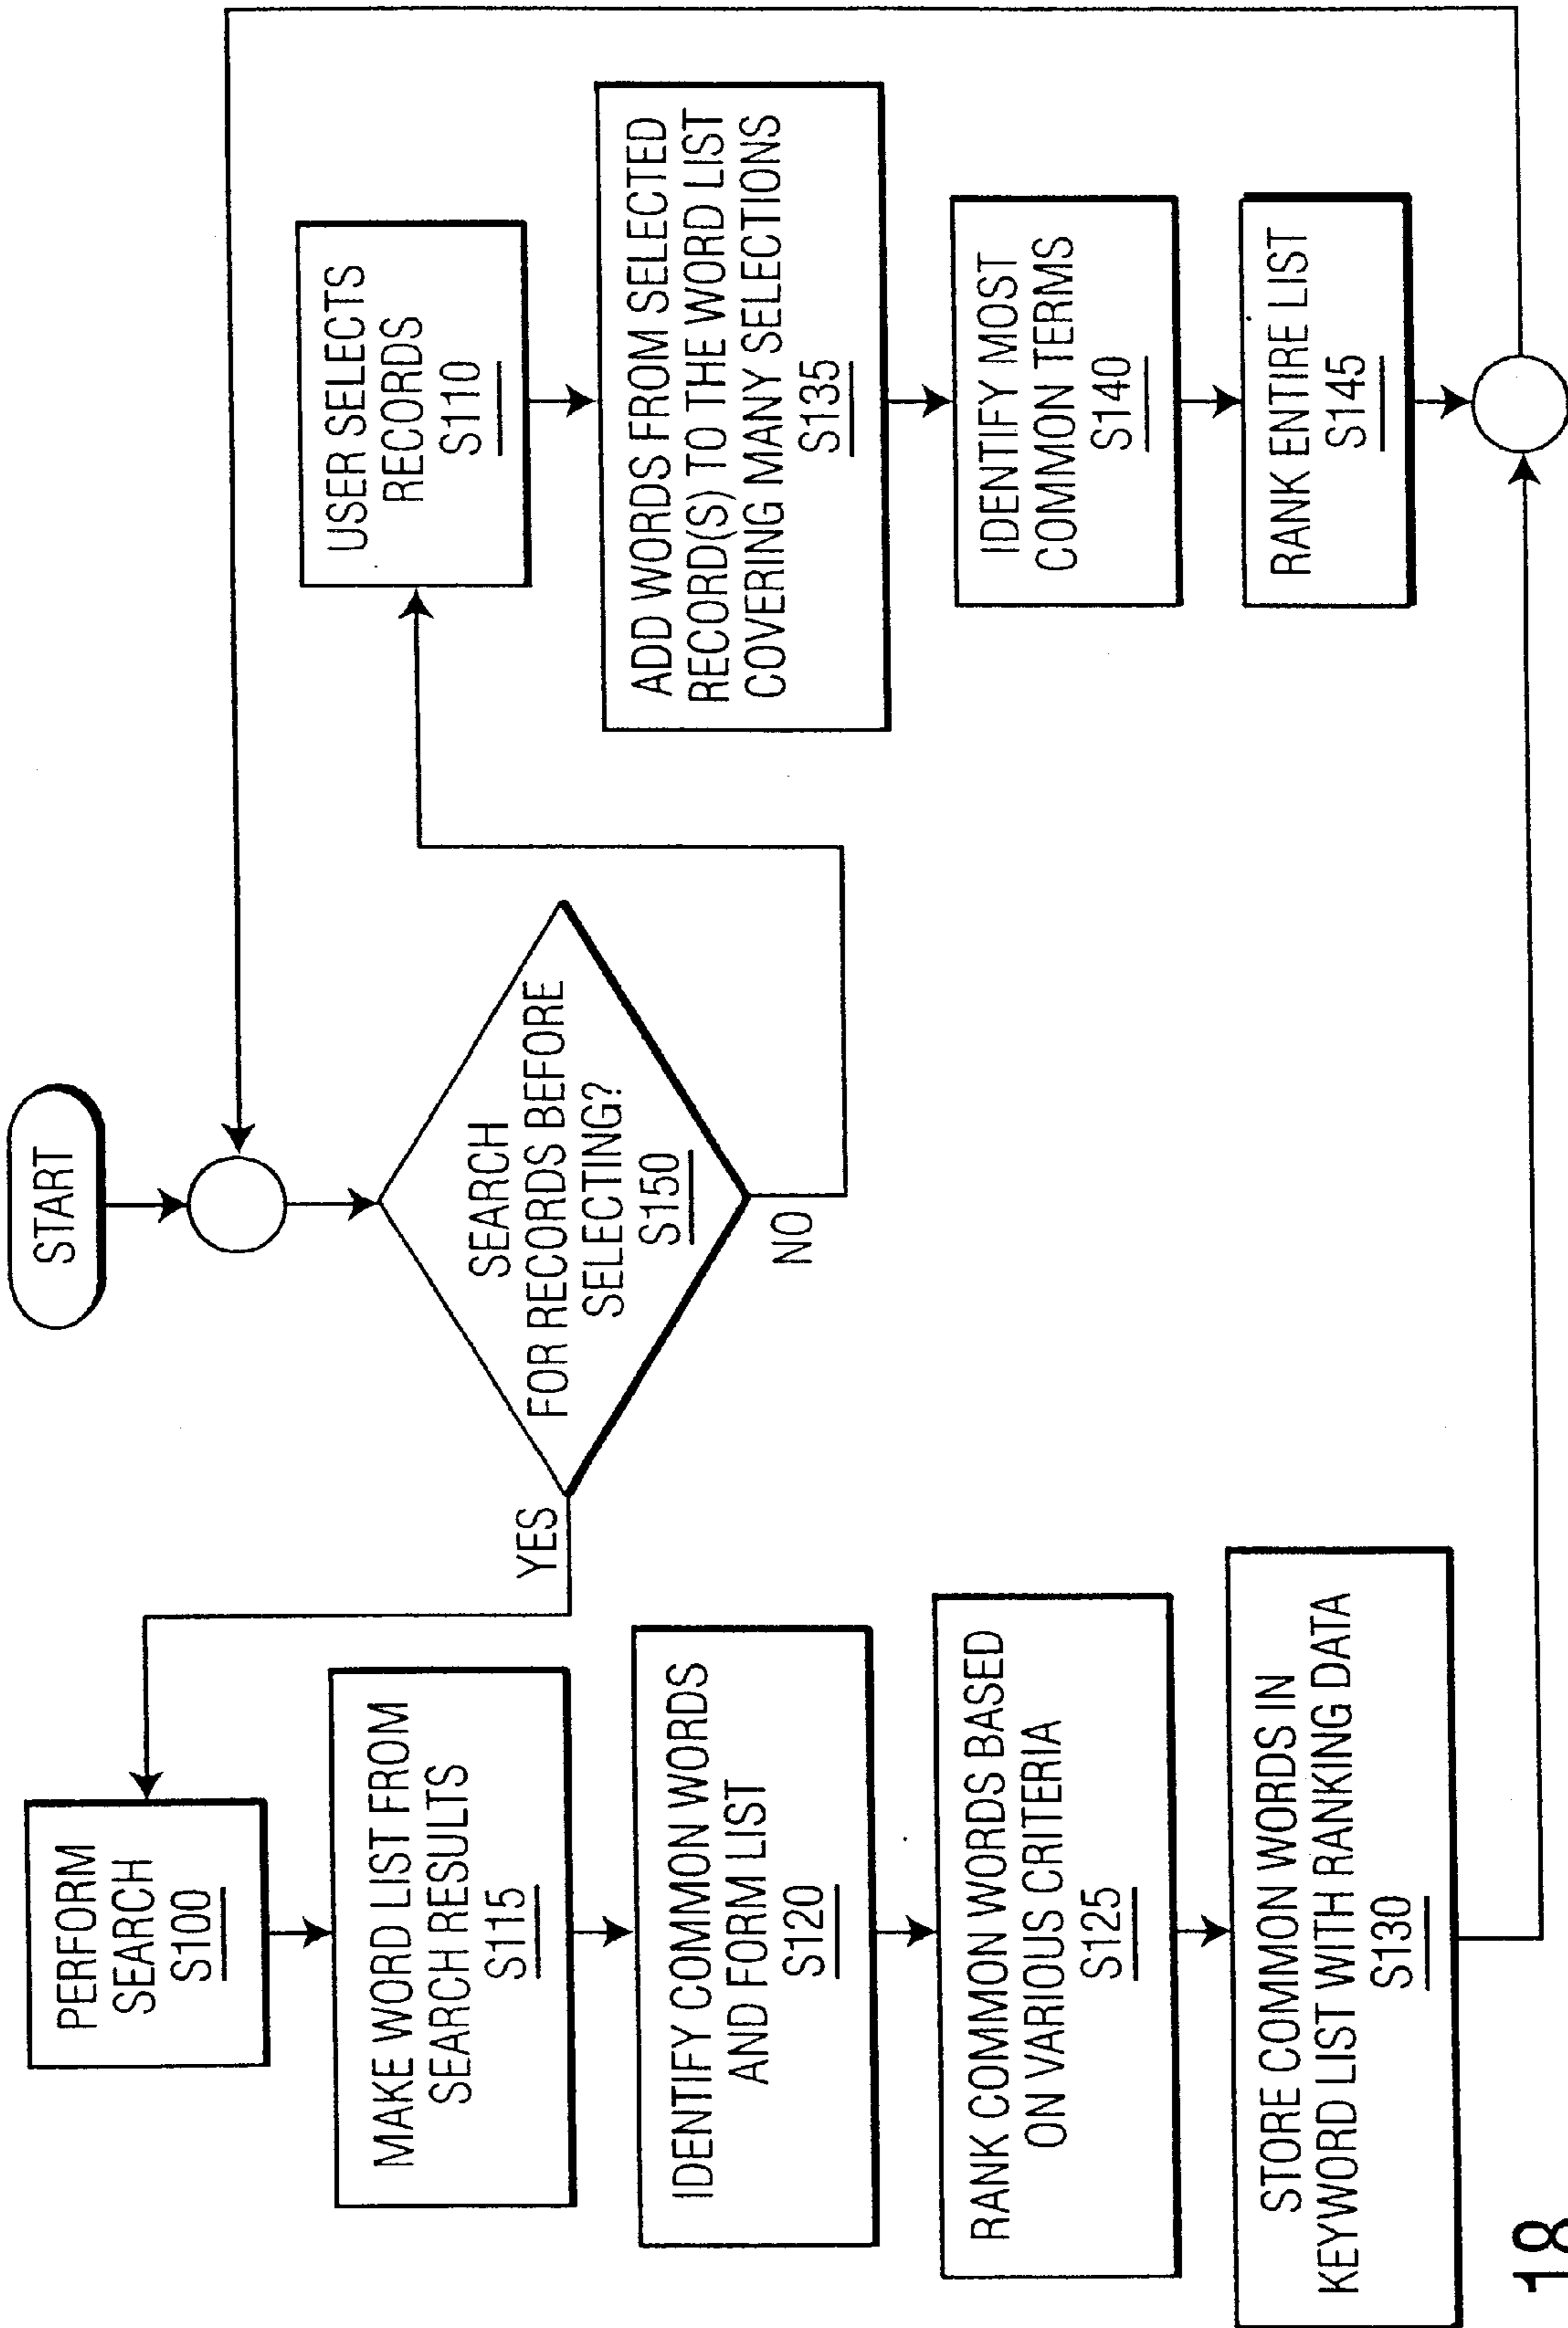 START
SEARCH
FOR RECORDS BEFORE
SELECTING?
S150
YES
NO
PERFORM
SEARCH
S100
MAKE WORD LIST FROM
SEARCH RESULTS
S115
IDENTIFY COMMON WORDS
AND FORM LIST
S120
RANK COMMON WORDS BASED
ON VARIOUS CRITERIA
S125
STORE COMMON WORDS IN
KEYWORD LIST WITH RANKING DATA
S130
USER SELECTS
RECORDS
S110
ADD WORDS FROM SELECTED
RECORD(S) TO THE WORD LIST
COVERING MANY SELECTIONS
S135
IDENTIFY MOST
COMMON TERMS
S140
RANK ENTIRE LIST
S145
18